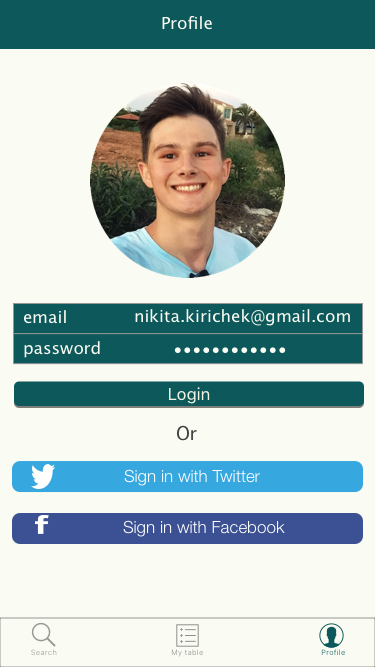 Profile
email nikita.kirichek@gmail.com
password ••••••••••••
Login
Or
Sign in with Twitter
f Sign in with Facebook
Search My table Profile